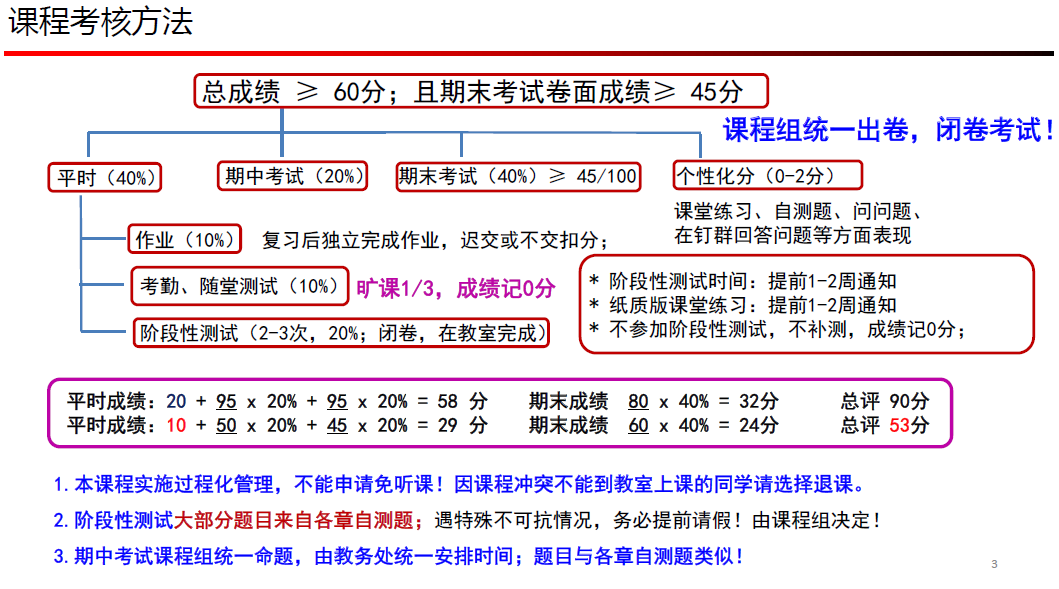 课程考核方法
总成绩 ≥ 60分；且期末考试卷面成绩≥ 45分
课程组统一出卷，闭卷考试！
平时（40%）
期中考试（20%）
期末考试（40%）≥ 45/100
个性化分（0-2分）
课堂练习、自测题、问问题、
在钉群回答问题等方面表现
作业（10%）
复习后独立完成作业，迟交或不交扣分；
考勤、随堂测试（10%）
旷课1/3，成绩记0分
阶段性测试（2-3次，20%；闭卷，在教室完成）
* 阶段性测试时间：提前1-2周通知
* 纸质版课堂练习：提前1-2周通知
* 不参加阶段性测试，不补测，成绩记0分；
平时成绩：20 + 95 x 20% + 95 x 20% = 58 分 期末成绩 80 x 40% = 32分 总评 90分
平时成绩：10 + 50 x 20% + 45 x 20% = 29 分 期末成绩 60 x 40% = 24分 总评 53分
1. 本课程实施过程化管理，不能申请免听课！因课程冲突不能到教室上课的同学请选择退课。
2. 阶段性测试大部分题目来自各章自测题；遇特殊不可抗情况，务必提前请假！由课程组决定！
3. 期中考试课程组统一命题，由教务处统一安排时间；题目与各章自测题类似！
3